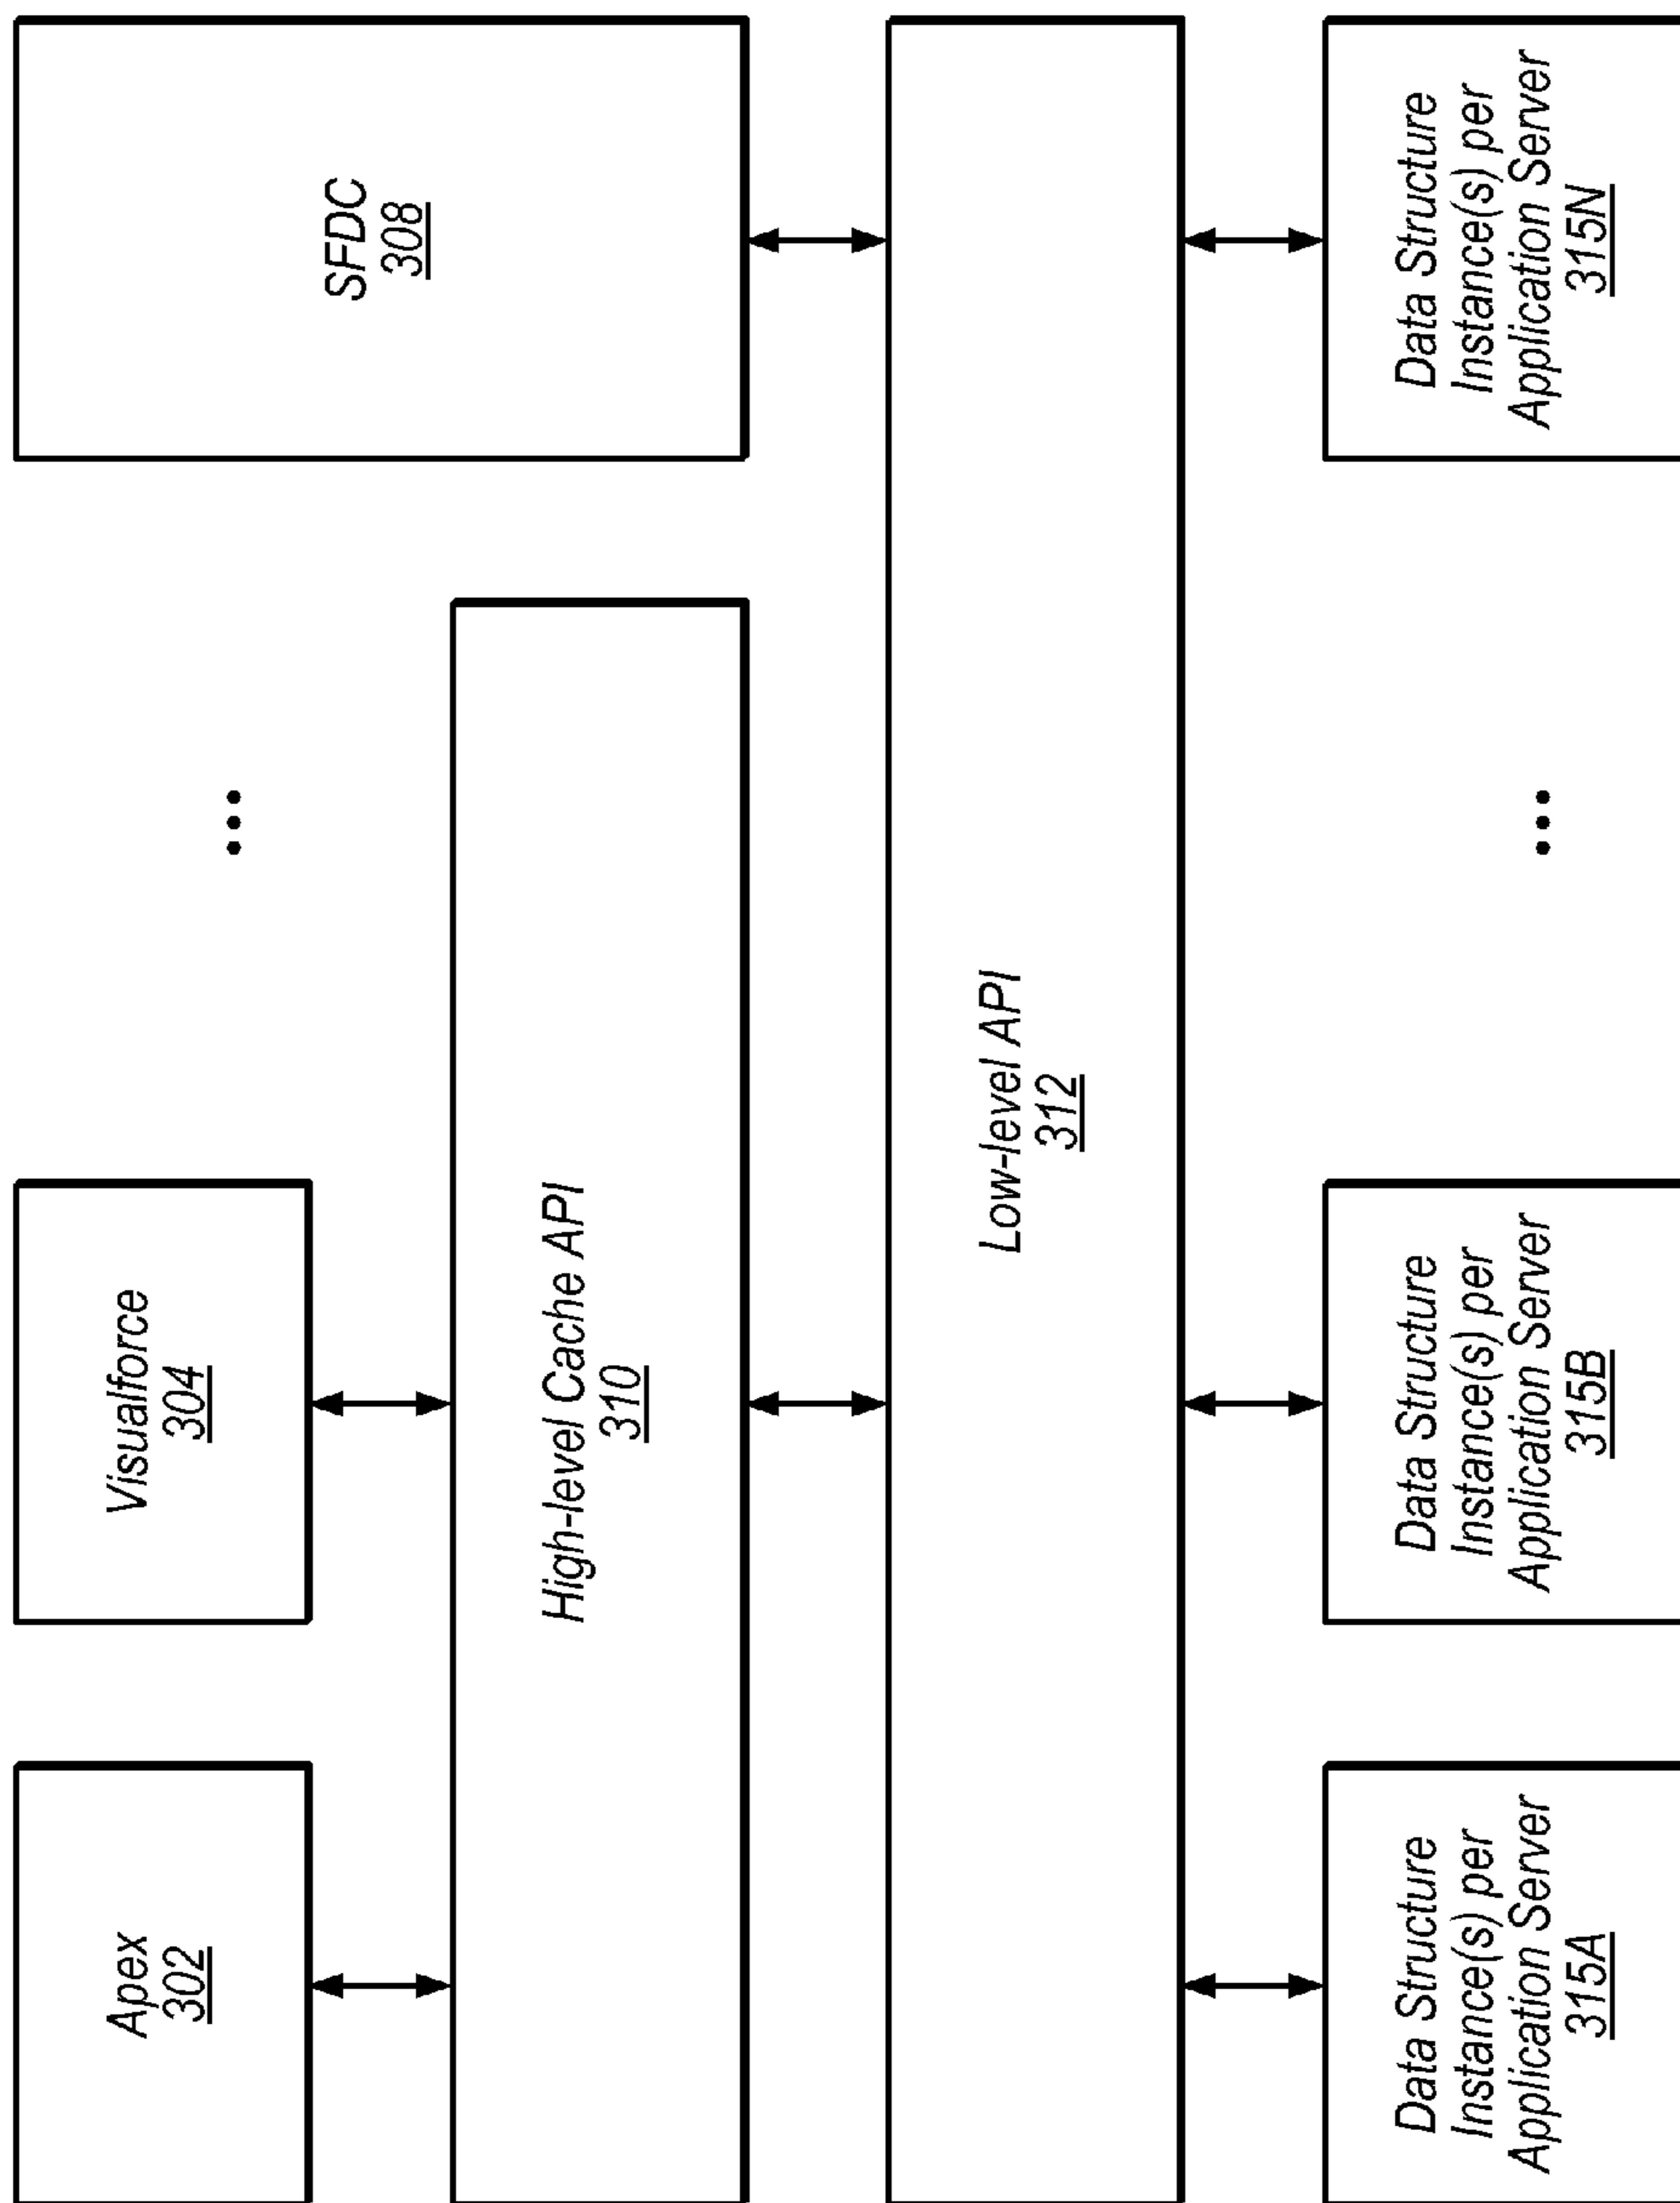 Apex
302
Visualforce
304
...
SFDC
308
High-level Cache API
310
Low-level API
312
Data Structure
Instance(s) per
Application Server
315A
Data Structure
Instance(s) per
Application Server
315B
...
Data Structure
Instance(s) per
Application Server
315N